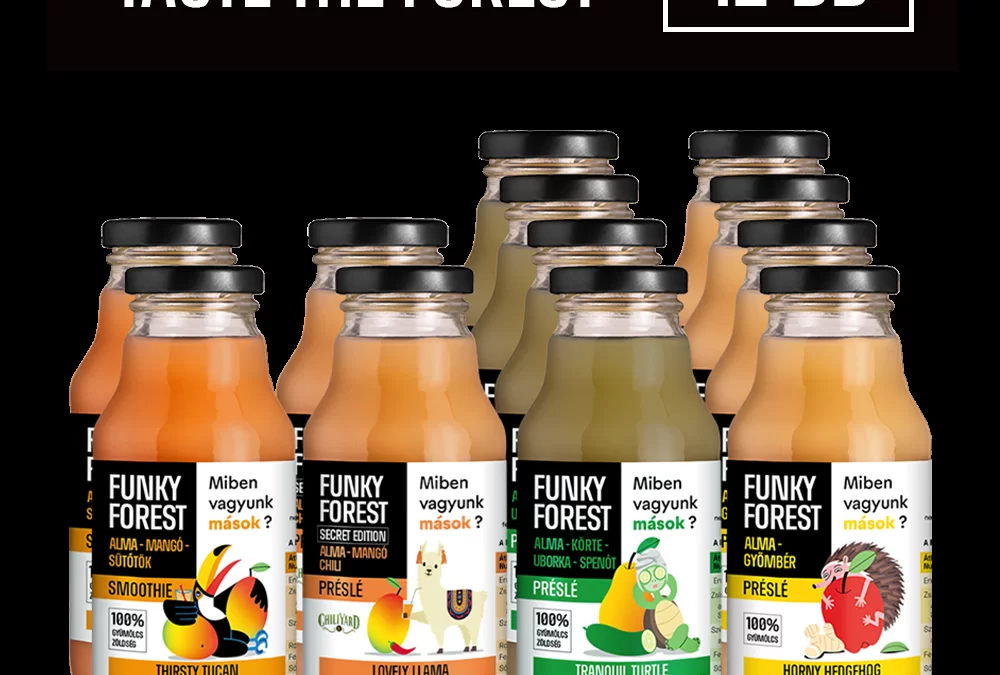 TASTE THE FOREST
12 DB
FUNKY
FOREST
ALMA - MANGÓ -
SÜTŐTÖK
SMOOTHIE
100%
GYÜMÖLCS
ZÖLDSÉG
Miben
vagyunk
mások ?
THIRSTY TUCAN
FUNKY
FOREST
SECRET EDITION
ALMA - MANGÓ
CHILI
PRÉSLÉ
CHILIYARD
Miben
vagyunk
mások ?
LOVELY LLAMA
FUNKY
FOREST
ALMA - KÖRTE -
UBORKA - SPENÓT
PRÉSLÉ
100%
GYÜMÖLCS
ZÖLDSÉG
Miben
vagyunk
mások ?
TRANQUIL TURTLE
FUNKY
FOREST
ALMA -
GYÖMBÉR
PRÉSLÉ
100%
GYÜMÖLCS
Miben
vagyunk
mások ?
HORNY HEDGEHOG